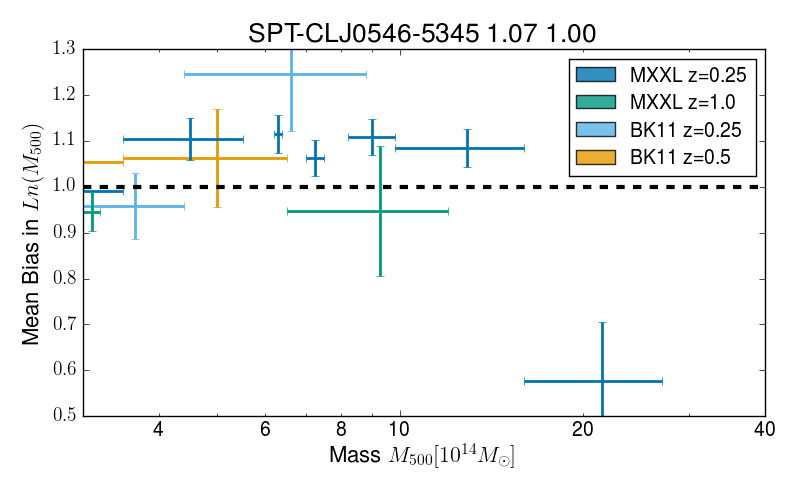 SPT-CLJ0546-5345 1.07 1.00
1.3
1.2
1.1
1.0
0.9
0.8
0.7
0.6
0.5
Mean Bias in Ln(M500)
MXXL z=0.25
MXXL z=1.0
BK11 z=0.25
BK11 z=0.5
4
6
8
10
20
40
Mass M500[10^14 M⊙]